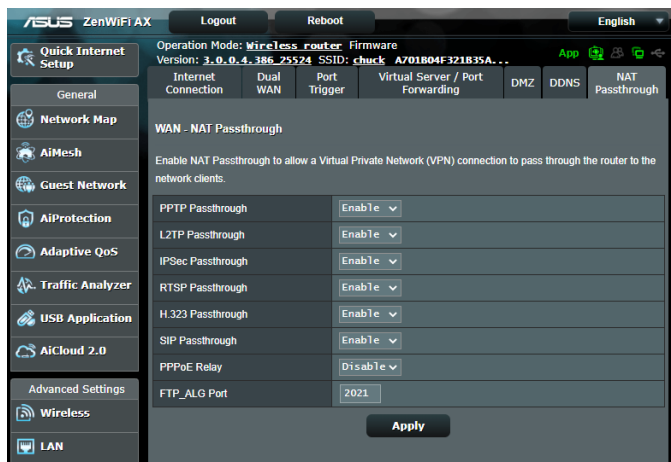 ASUS ZenWiFi AX Logout Reboot English
Quick Internet Setup
General
Network Map
AiMesh
Guest Network
AiProtection
Adaptive QoS
Traffic Analyzer
USB Application
AiCloud 2.0
Advanced Settings
Wireless
LAN
Operation Mode: Wireless router Firmware
Version: 3.0.0.4.386_25524 SSID: chuck A701B04F321B35A...
App
Internet Connection Dual WAN Port Trigger Virtual Server / Port Forwarding DMZ DDNS NAT Passthrough
WAN - NAT Passthrough
Enable NAT Passthrough to allow a Virtual Private Network (VPN) connection to pass through the router to the
network clients.
PPTP Passthrough Enable
L2TP Passthrough Enable
IPSec Passthrough Enable
RTSP Passthrough Enable
H.323 Passthrough Enable
SIP Passthrough Enable
PPPoE Relay Disable
FTP_ALG Port 2021
Apply